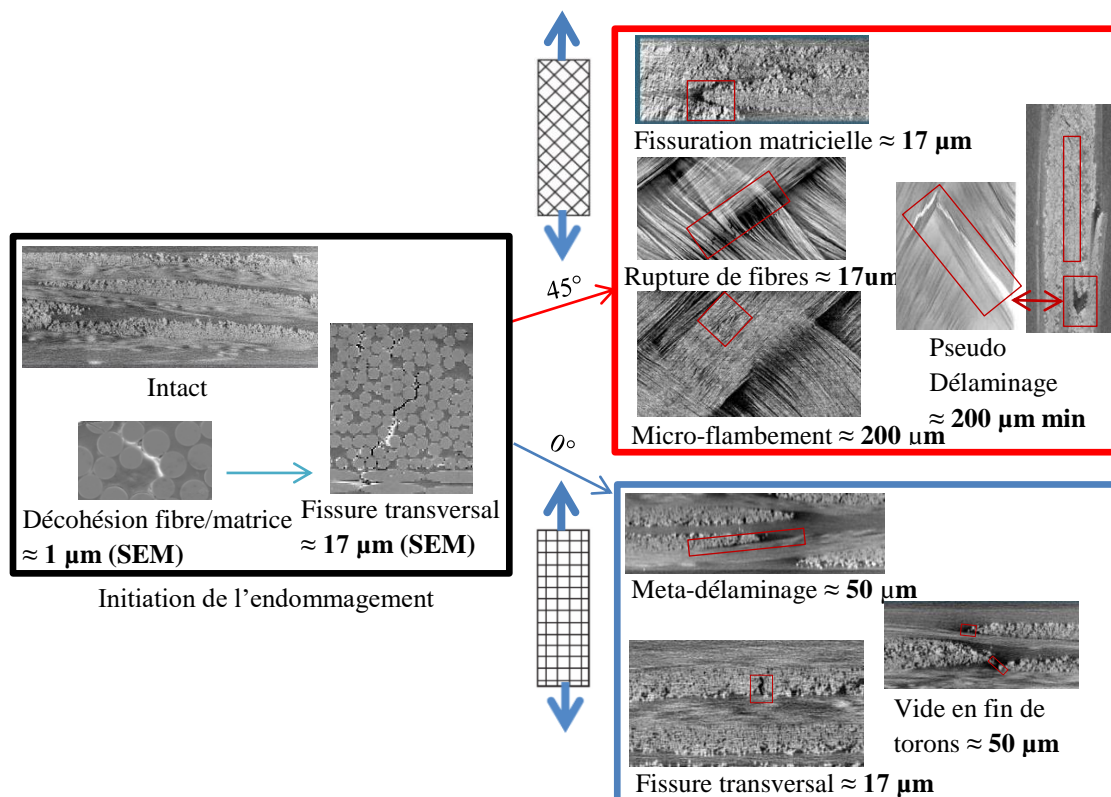 Intact
Décohésion fibre/matrice
≈ 1 µm (SEM)
Fissure transversal
≈ 17 µm (SEM)
Initiation de l’endommagement
45°
0°
Fissuration matricielle ≈ 17 µm
Rupture de fibres ≈ 17um
Micro-flambement ≈ 200 µm
Pseudo
Délaminage
≈ 200 µm min
Meta-délaminage ≈ 50 µm
Vide en fin de
torons ≈ 50 µm
Fissure transversal ≈ 17 µm